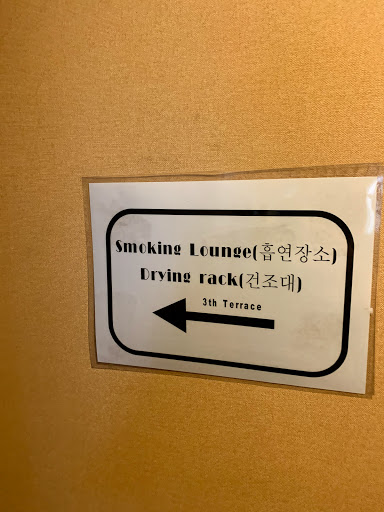 Smoking Lounge(흡연장소)
Drying rack(건조대)
3th Terrace